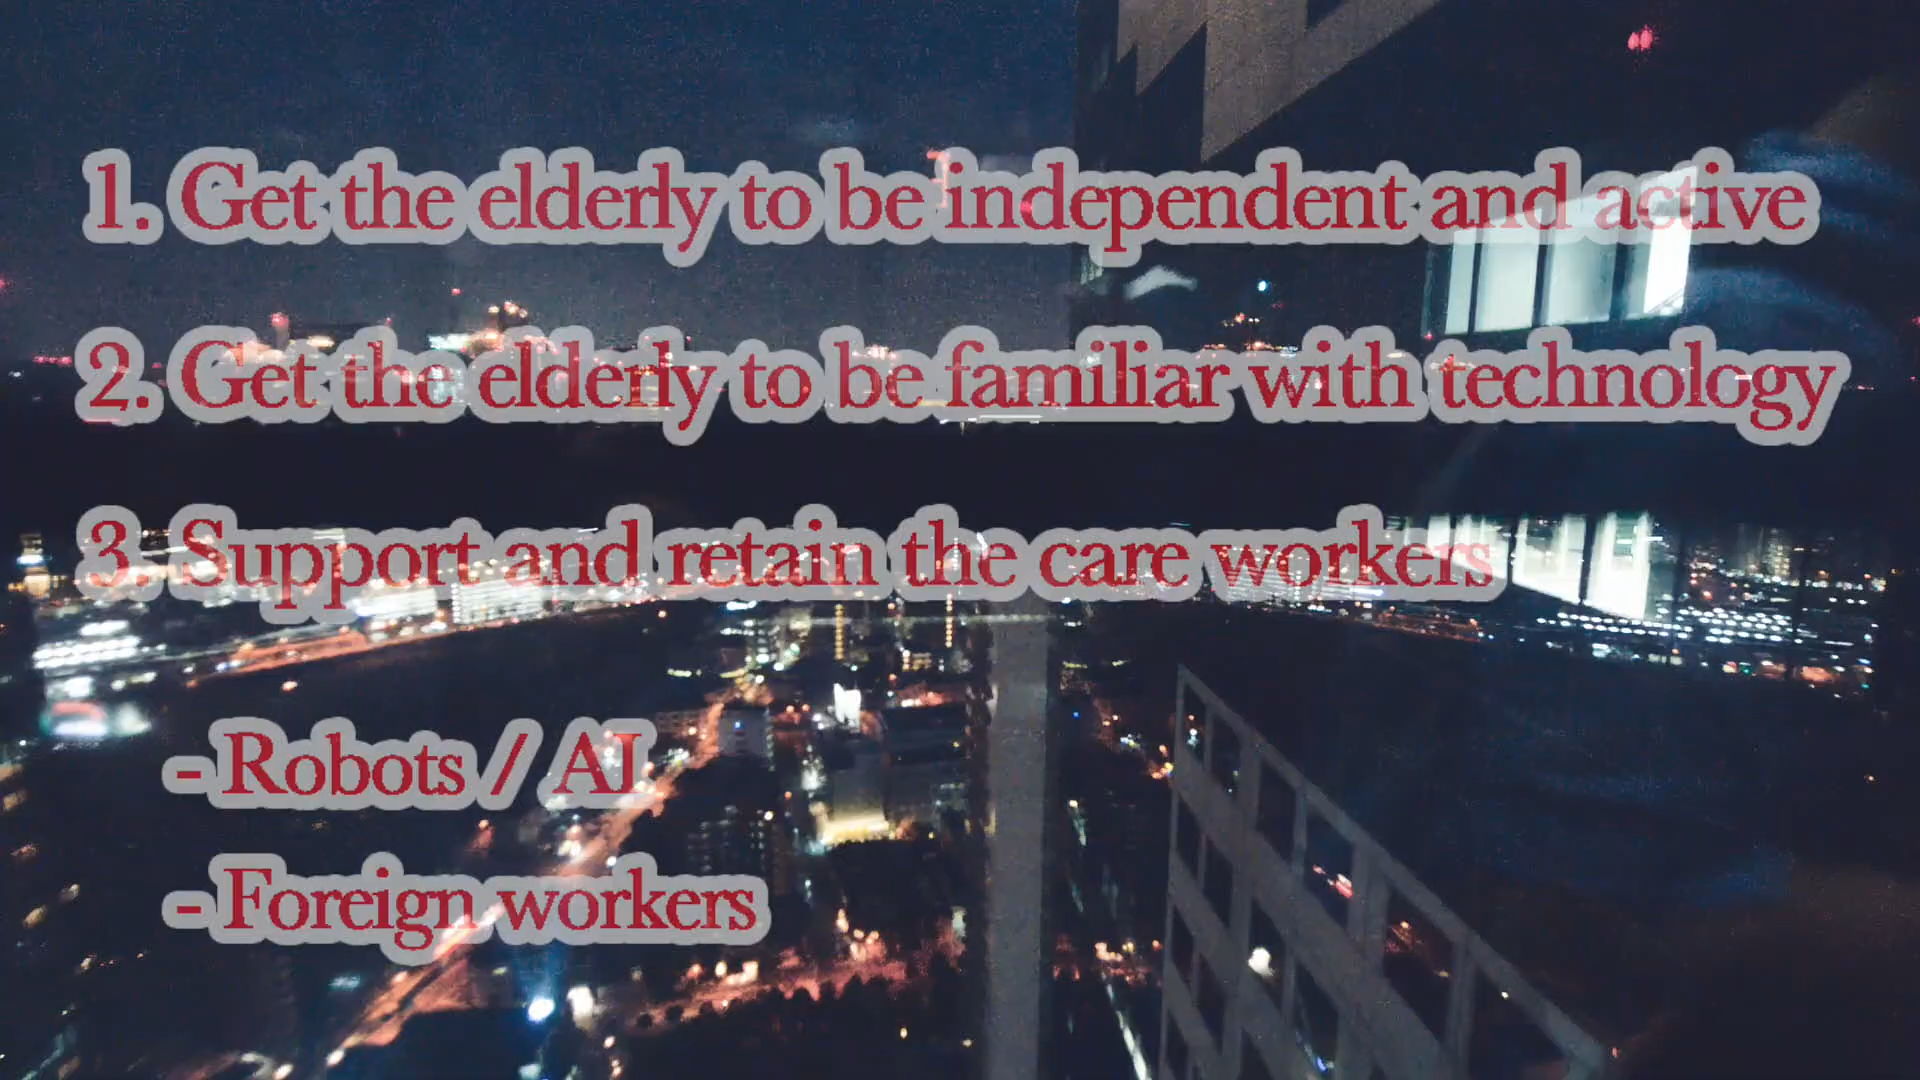 1. Get the elderly to be independent and active
2. Get the elderly to be familiar with technology
3. Support and retain the care workers
- Robots / AI
- Foreign workers